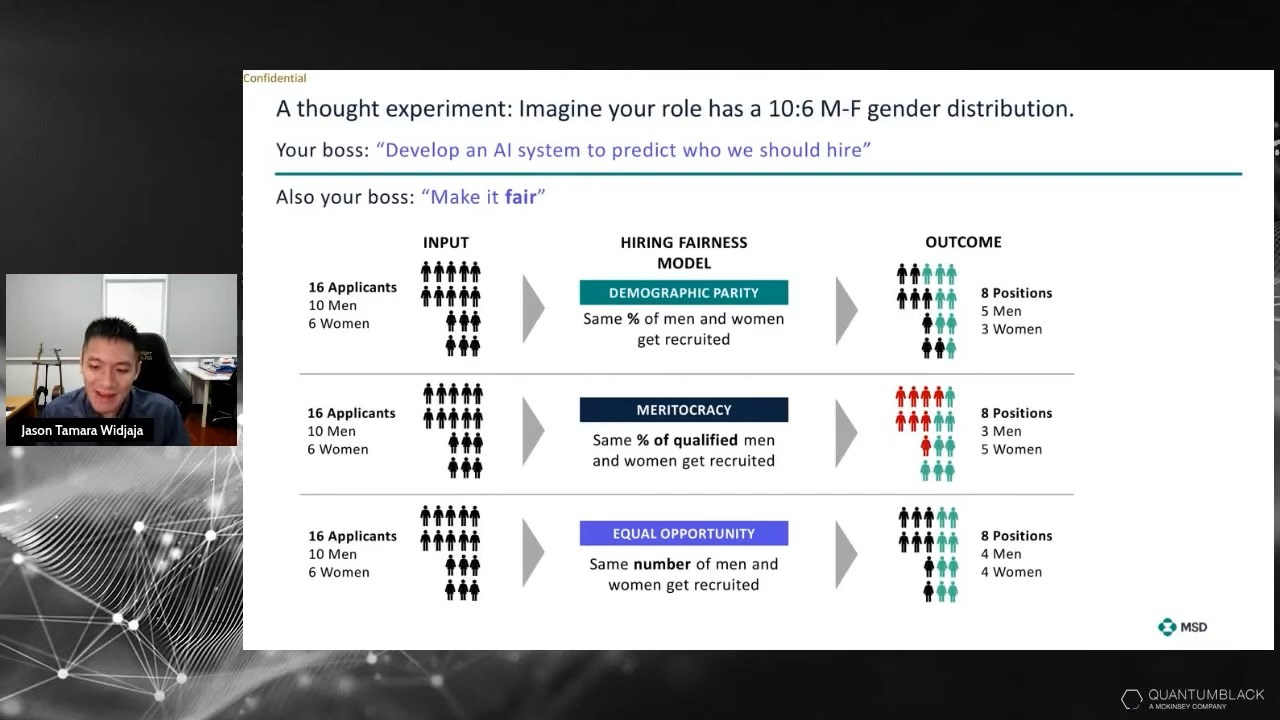 Confidential
A thought experiment: Imagine your role has a 10:6 M-F gender distribution.
Your boss: “Develop an AI system to predict who we should hire”
Also your boss: “Make it fair”
INPUT
HIRING FAIRNESS
MODEL
OUTCOME
16 Applicants
10 Men
6 Women
DEMOGRAPHIC PARITY
Same % of men and women
get recruited
8 Positions
5 Men
3 Women
16 Applicants
10 Men
6 Women
MERITOCRACY
Same % of qualified men
and women get recruited
8 Positions
3 Men
5 Women
16 Applicants
10 Men
6 Women
EQUAL OPPORTUNITY
Same number of men and
women get recruited
8 Positions
4 Men
4 Women
MSD
Jason Tamara Widjaja
QUANTUMBLACK
A MCKINSEY COMPANY